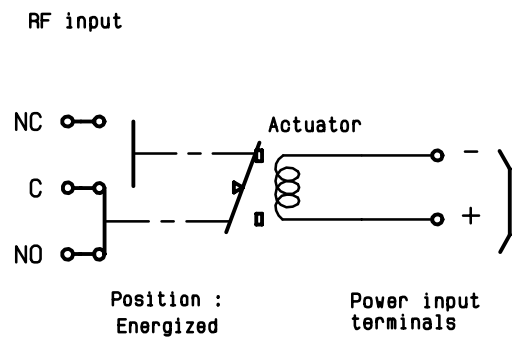 RF input
NC
Actuator
-
C
+
NO
Position :
Energized
Power input
terminals